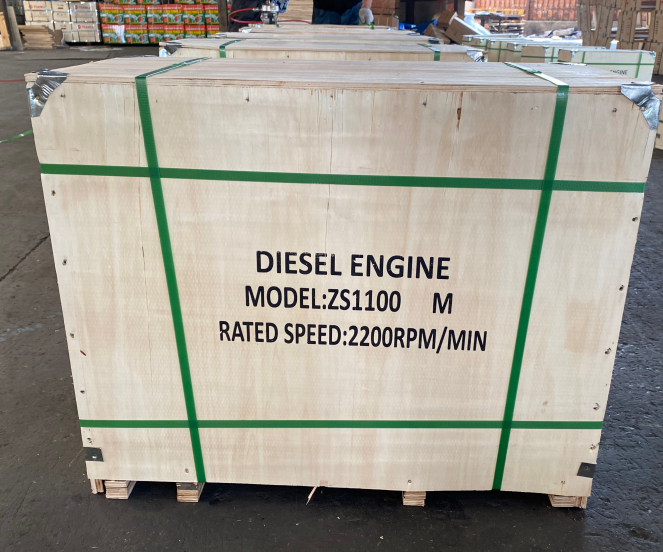 DIESEL ENGINE
MODEL:ZS1100 M
RATED SPEED:2200RPM/MIN